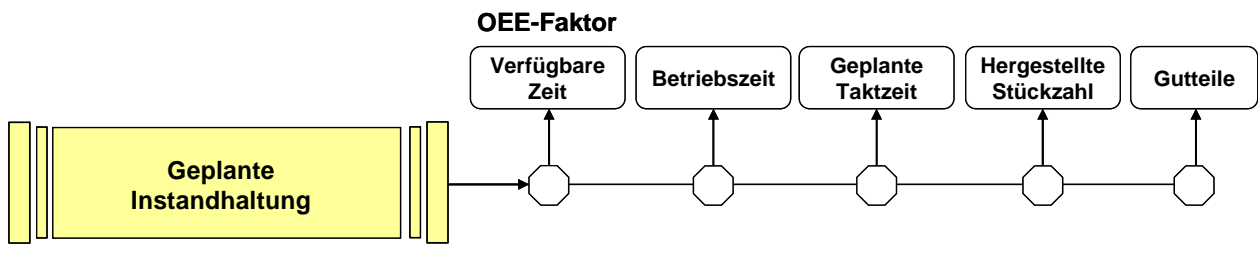 OEE-Faktor
Verfügbare
Zeit
Betriebszeit
Geplante
Taktzeit
Hergestellte
Stückzahl
Gutteile
Geplante
Instandhaltung